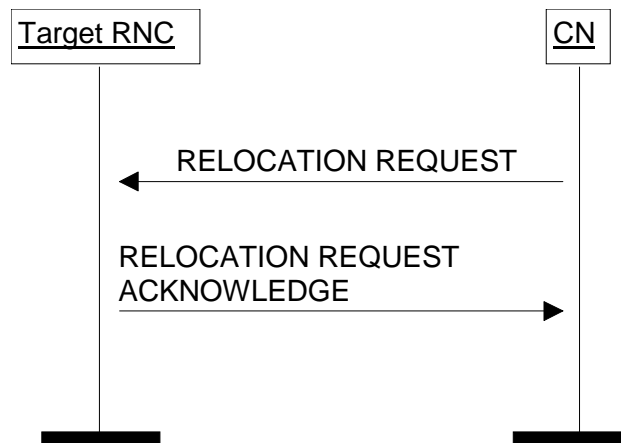 Target RNC
CN
RELOCATION REQUEST
RELOCATION REQUEST
ACKNOWLEDGE